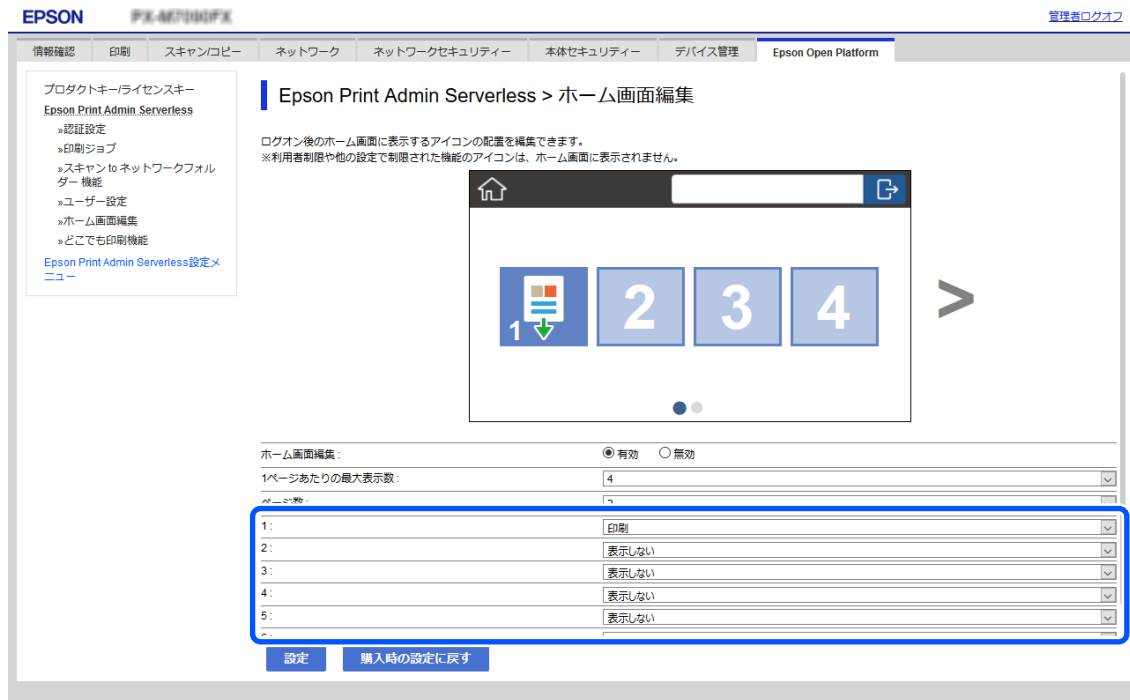 EPSON
管理者ログオフ
情報確認 印刷 スキャン/コピー ネットワーク ネットワークセキュリティー 本体セキュリティー デバイス管理 Epson Open Platform
プロダクトキー/ライセンスキー
Epson Print Admin Serverless
»認証設定
»印刷ジョブ
»スキャン to ネットワークフォル
ダー 機能
»ユーザー設定
»ホーム画面編集
»どこでも印刷機能
Epson Print Admin Serverless設定メ
ニュー
Epson Print Admin Serverless > ホーム画面編集
ログオン後のホーム画面に表示するアイコンの配置を編集できます。
※利用者制限や他の設定で制限された機能のアイコンは、ホーム画面に表示されません。
1 2 3 4
>
ホーム画面編集 : 有効 無効
1ページあたりの最大表示数 : 4
ページ数 :
1 : 印刷
2 : 表示しない
3 : 表示しない
4 : 表示しない
5 : 表示しない
設定 購入時の設定に戻す